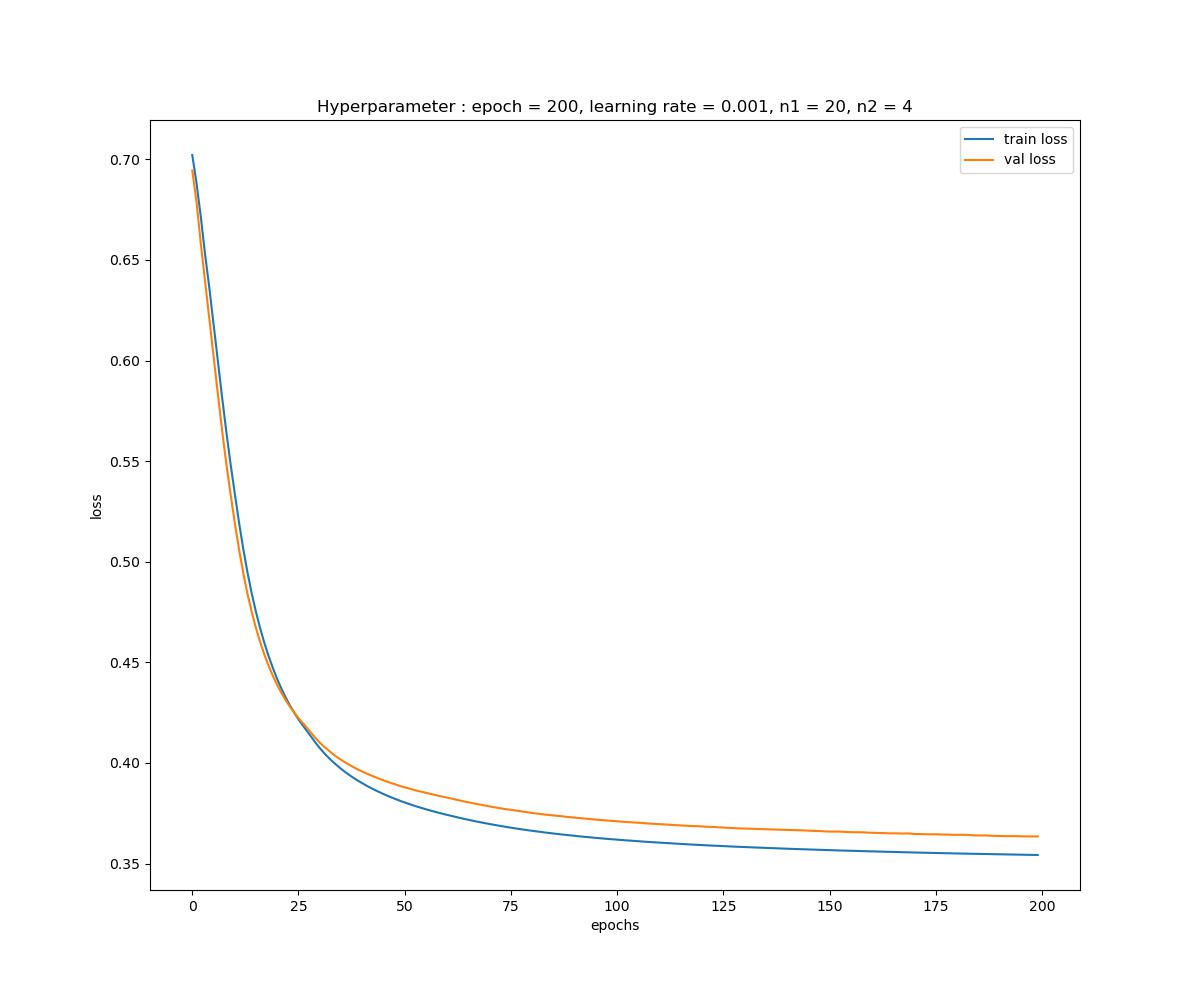 Hyperparameter : epoch = 200, learning rate = 0.001, n1 = 20, n2 = 4
train loss
val loss
0.70
0.65
0.60
0.55
0.50
0.45
0.40
0.35
loss
0 25 50 75 100 125 150 175 200
epochs